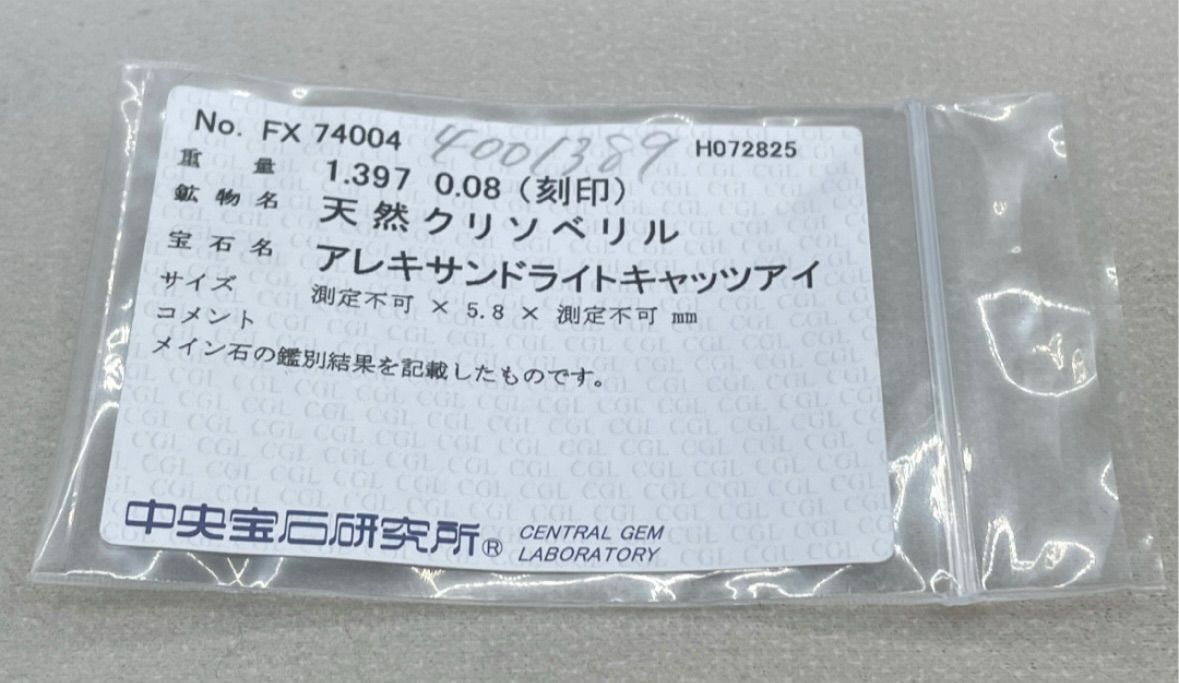 No. FX 74004 4001389 H072825
重量 1.397 0.08（刻印）
鉱物名 天然クリソベリル
宝石名 アレキサンドライトキャッツアイ
サイズ 測定不可 × 5.8 × 測定不可 mm
コメント
メイン石の鑑別結果を記載したものです。
中央宝石研究所® CENTRAL GEM
LABORATORY